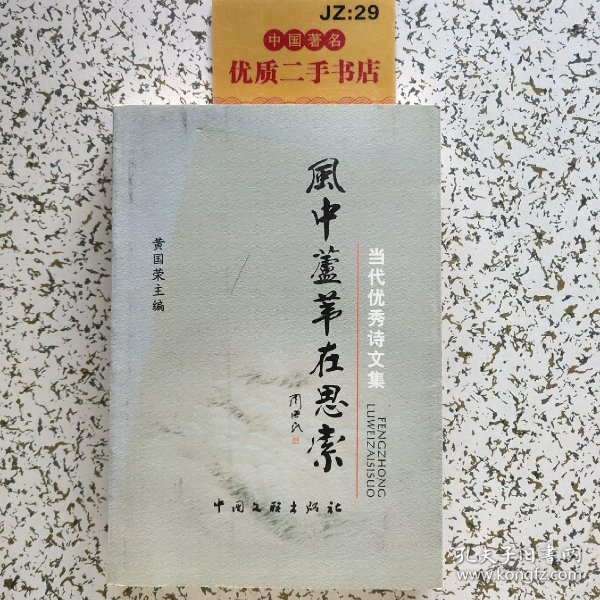 JZ:29
中国著名
优质二手书店
風中蘆苇在思索
当代优秀诗文集
FENGZHONG
LUWEIZAISISUO
黄国荣主编
中国文联出版社
孔夫子旧书网
www.kongfz.com